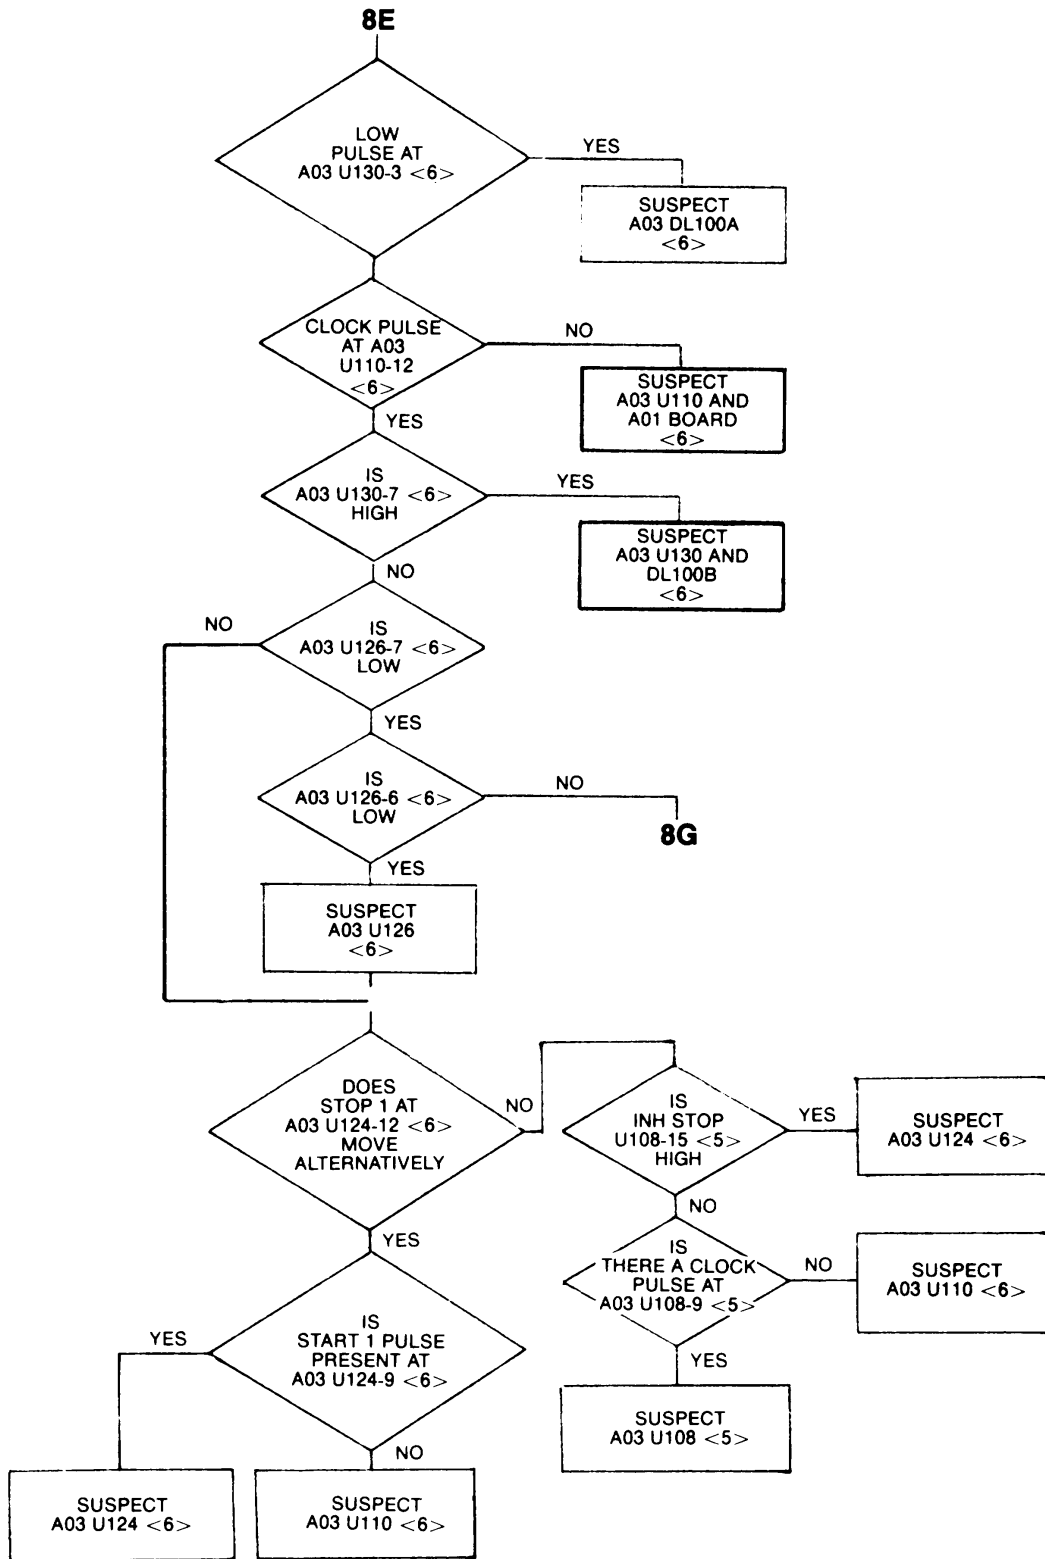 8E
LOW
PULSE AT
A03 U130-3 <6>
YES
SUSPECT
A03 DL100A
<6>
CLOCK PULSE
AT A03
U110-12
<6>
NO
SUSPECT
A03 U110 AND
A01 BOARD
<6>
YES
IS
A03 U130-7 <6>
HIGH
YES
SUSPECT
A03 U130 AND
DL100B
<6>
NO
NO
IS
A03 U126-7 <6>
LOW
YES
IS
A03 U126-6 <6>
LOW
NO
8G
YES
SUSPECT
A03 U126
<6>
DOES
STOP 1 AT
A03 U124-12 <6>
MOVE
ALTERNATIVELY
NO
IS
INH STOP
U108-15 <5>
HIGH
YES
SUSPECT
A03 U124 <6>
NO
YES
IS
THERE A CLOCK
PULSE AT
A03 U108-9 <5>
NO
SUSPECT
A03 U110 <6>
YES
IS
START 1 PULSE
PRESENT AT
A03 U124-9 <6>
YES
SUSPECT
A03 U108 <5>
NO
SUSPECT
A03 U124 <6>
SUSPECT
A03 U110 <6>